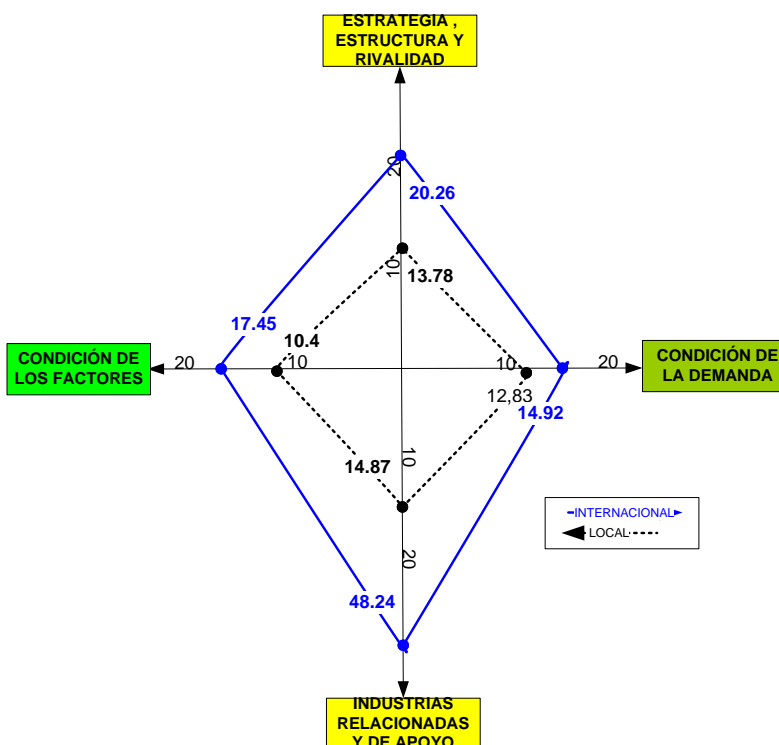 ESTRATEGIA ,
ESTRUCTURA Y
RIVALIDAD
20
20.26
10
13.78
17.45
10.4
CONDICIÓN DE
LOS FACTORES
20
10
10
20
CONDICIÓN DE
LA DEMANDA
12,83
14.92
14.87
10
INTERNACIONAL
LOCAL
20
48.24
INDUSTRIAS
RELACIONADAS
Y DE APOYO